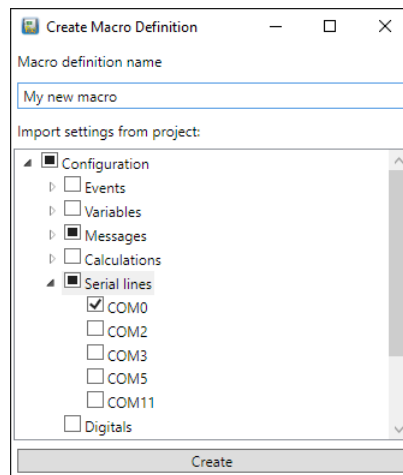 Create Macro Definition
Macro definition name
My new macro
Import settings from project:
Configuration
Events
Variables
Messages
Calculations
Serial lines
COM0
COM2
COM3
COM5
COM11
Digitals
Create